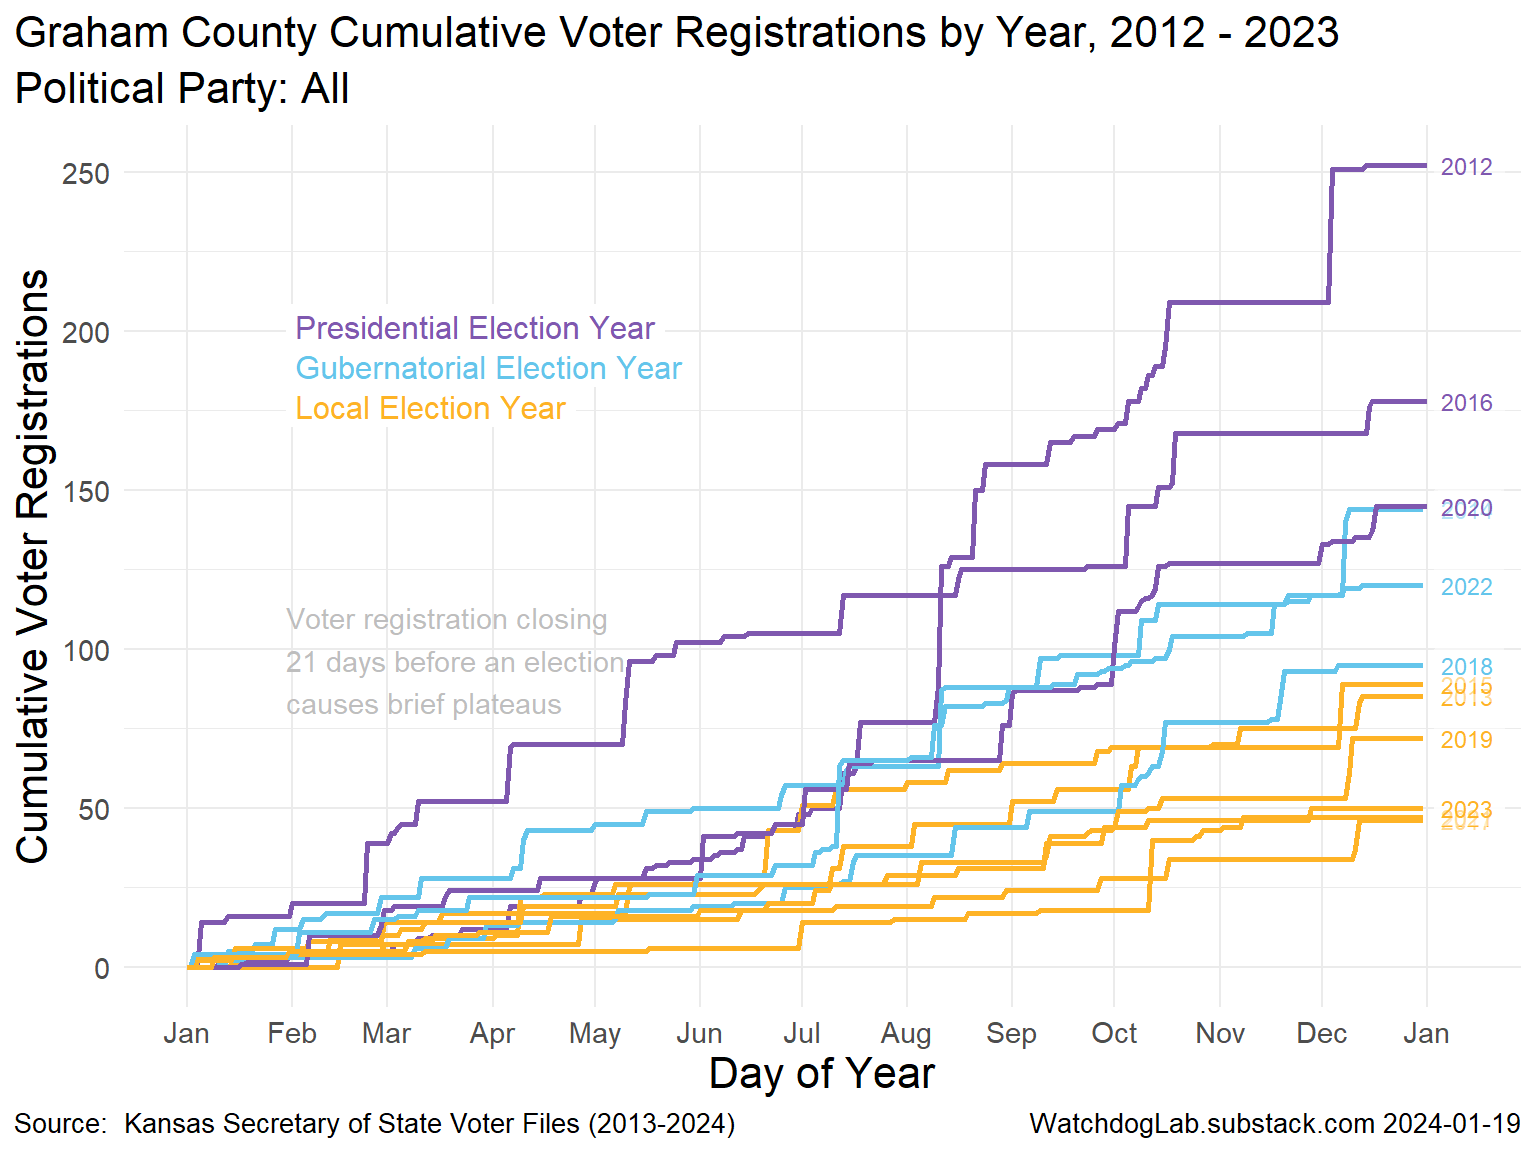 Graham County Cumulative Voter Registrations by Year, 2012 - 2023
Political Party: All
Cumulative Voter Registrations
250
200
150
100
50
0
Presidential Election Year
Gubernatorial Election Year
Local Election Year
Voter registration closing
21 days before an election
causes brief plateaus
2012
2016
2020
2022
2018
2015
2013
2019
2023
Jan Feb Mar Apr May Jun Jul Aug Sep Oct Nov Dec Jan
Day of Year
Source: Kansas Secretary of State Voter Files (2013-2024)
WatchdogLab.substack.com 2024-01-19